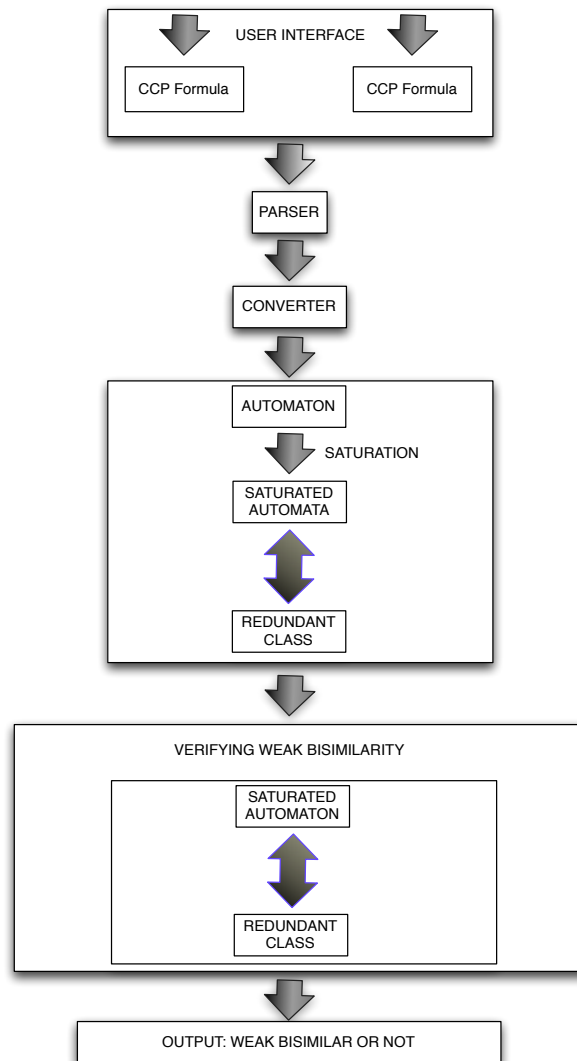 USER INTERFACE
CCP Formula
CCP Formula
PARSER
CONVERTER
AUTOMATON
SATURATION
SATURATED
AUTOMATA
REDUNDANT
CLASS
VERIFYING WEAK BISIMILARITY
SATURATED
AUTOMATON
REDUNDANT
CLASS
OUTPUT: WEAK BISIMILAR OR NOT